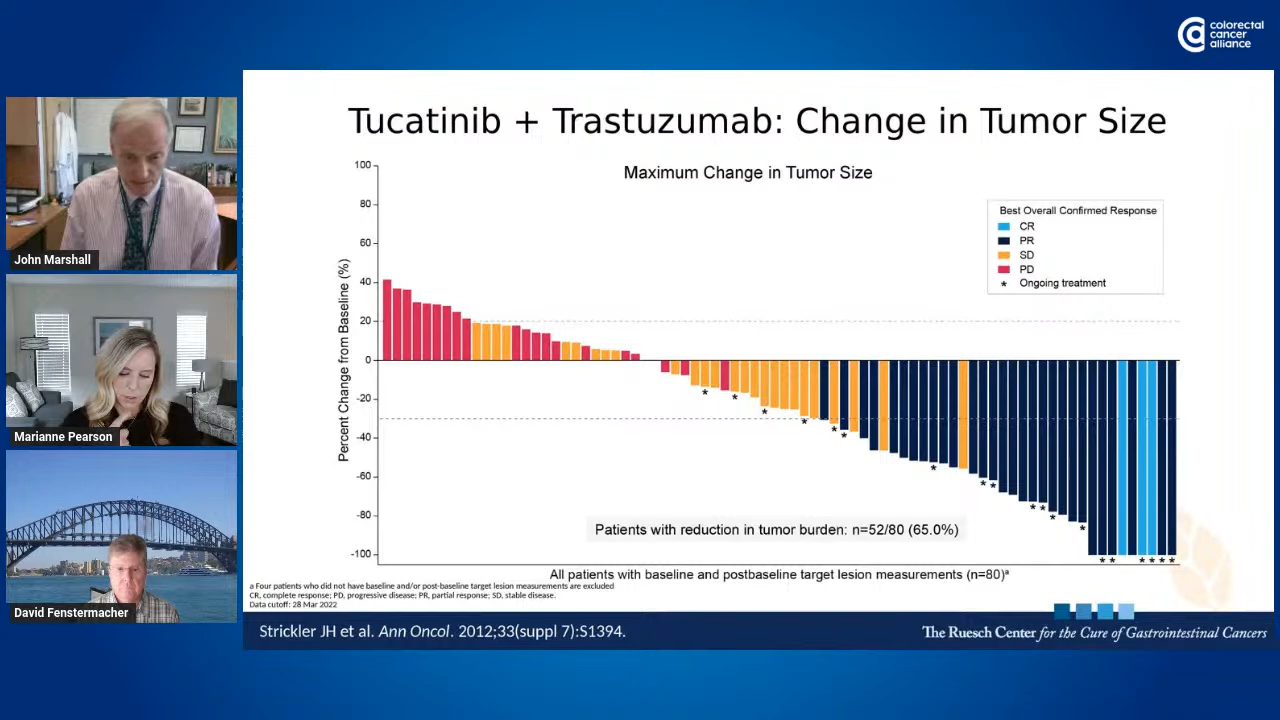 colorectal
cancer
alliance
John Marshall
Marianne Pearson
David Fenstermacher
Tucatinib + Trastuzumab: Change in Tumor Size
Maximum Change in Tumor Size
Percent Change from Baseline (%)
100
80
60
40
20
0
-20
-40
-60
-80
-100
Best Overall Confirmed Response
CR
PR
SD
PD
* Ongoing treatment
Patients with reduction in tumor burden: n=52/80 (65.0%)
All patients with baseline and postbaseline target lesion measurements (n=80)ª
a Four patients who did not have baseline and/or post-baseline target lesion measurements are excluded
CR, complete response; PD, progressive disease; PR, partial response; SD, stable disease.
Data cutoff: 28 Mar 2022
Strickler JH et al. Ann Oncol. 2012;33(suppl 7):S1394.
The Ruesch Center for the Cure of Gastrointestinal Cancers